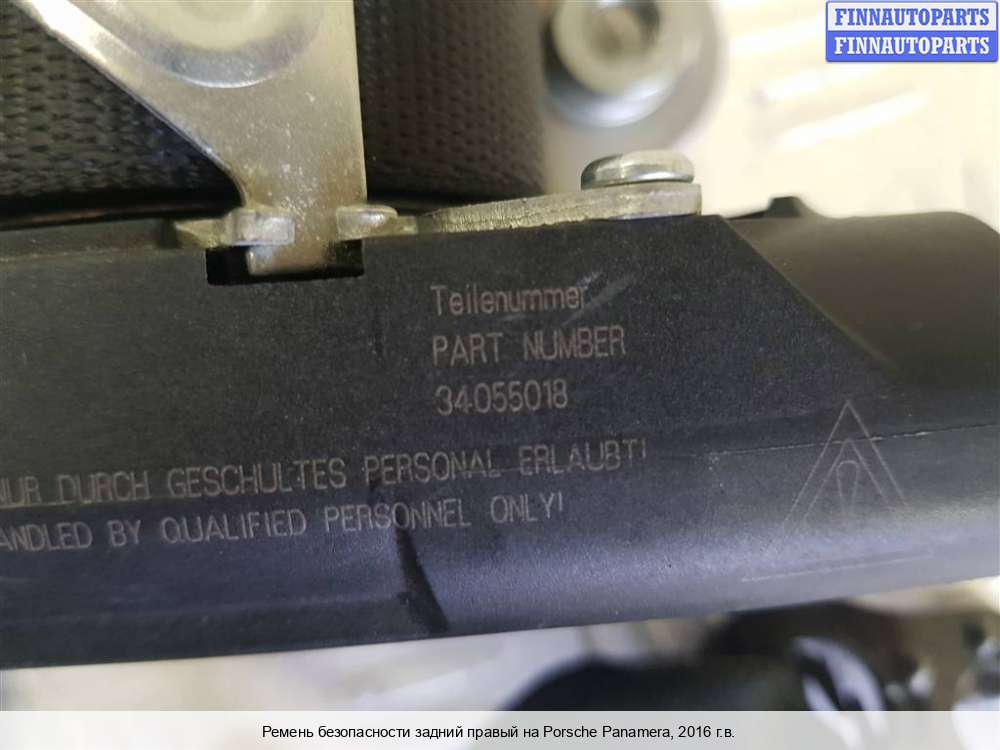 FINNAUTOPARTS
FINNAUTOPARTS
Teilenummer
PART NUMBER
34055018
NUR DURCH GESCHULTES PERSONAL ERLAUBT!
HANDLED BY QUALIFIED PERSONNEL ONLY!
Ремень безопасности задний правый на Porsche Panamera, 2016 г.в.